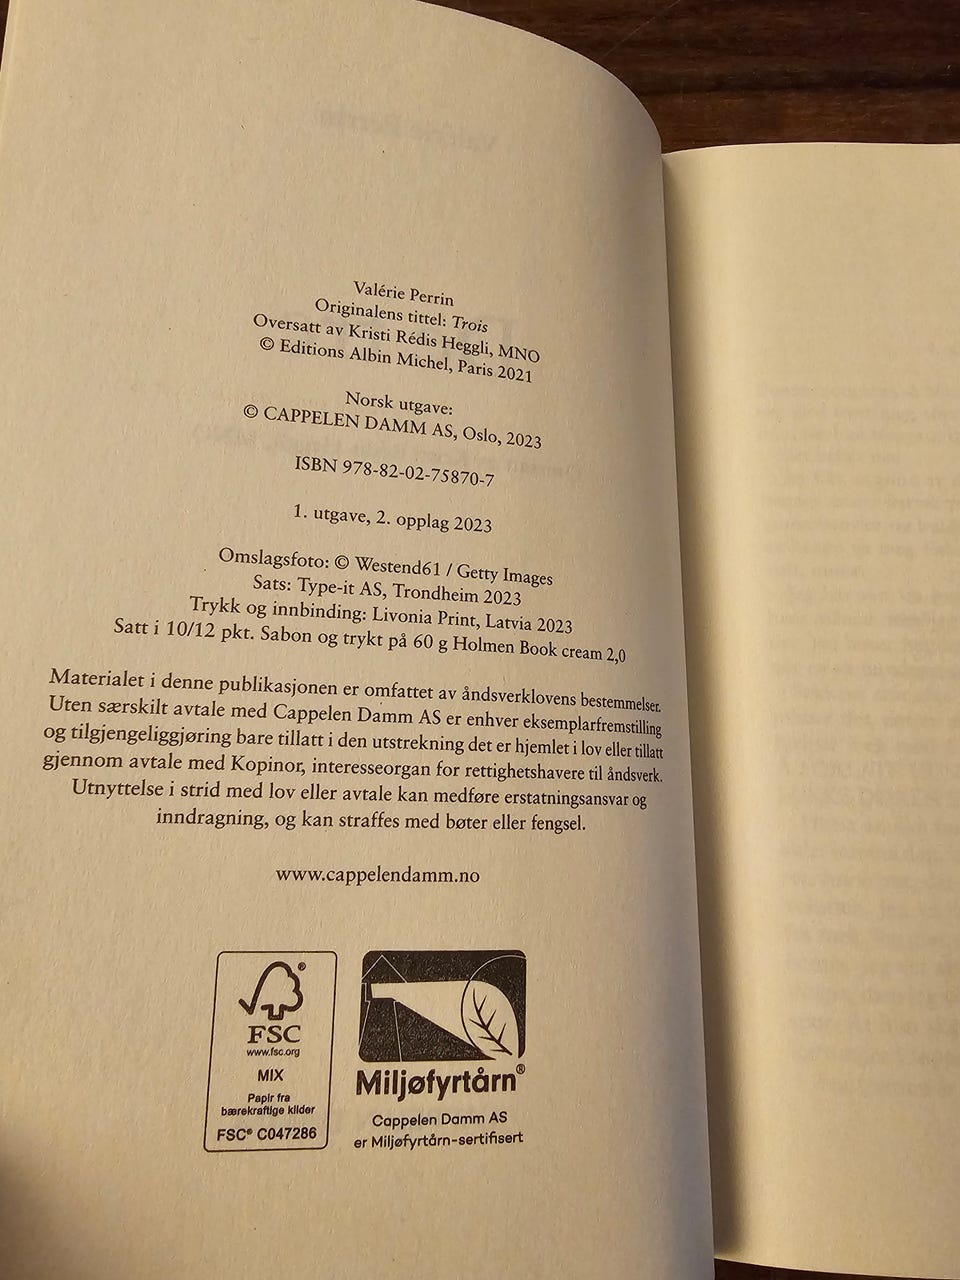 Valérie Perrin
Originalens tittel: Trois
Oversatt av Kristi Rédis Heggli, MNO
© Editions Albin Michel, Paris 2021
Norsk utgave:
© CAPPELEN DAMM AS, Oslo, 2023
ISBN 978-82-02-75870-7
1. utgave, 2. opplag 2023
Omslagsfoto: © Westend61 / Getty Images
Sats: Type-it AS, Trondheim 2023
Trykk og innbinding: Livonia Print, Latvia 2023
Satt i 10/12 pkt. Sabon og trykt på 60 g Holmen Book cream 2,0
Materialet i denne publikasjonen er omfattet av åndsverklovens bestemmelser.
Uten særskilt avtale med Cappelen Damm AS er enhver eksemplarfremstilling
og tilgjengeliggjøring bare tillatt i den utstrekning det er hjemlet i lov eller tillatt
gjennom avtale med Kopinor, interesseorgan for rettighetshavere til åndsverk.
Utnyttelse i strid med lov eller avtale kan medføre erstatningsansvar og
inndragning, og kan straffes med bøter eller fengsel.
www.cappelendamm.no
FSC
www.fsc.org
MIX
Papir fra
bærekraftige kilder
FSC® C047286
Miljøfyrtårn®
Cappelen Damm AS
er Miljøfyrtårn-sertifisert